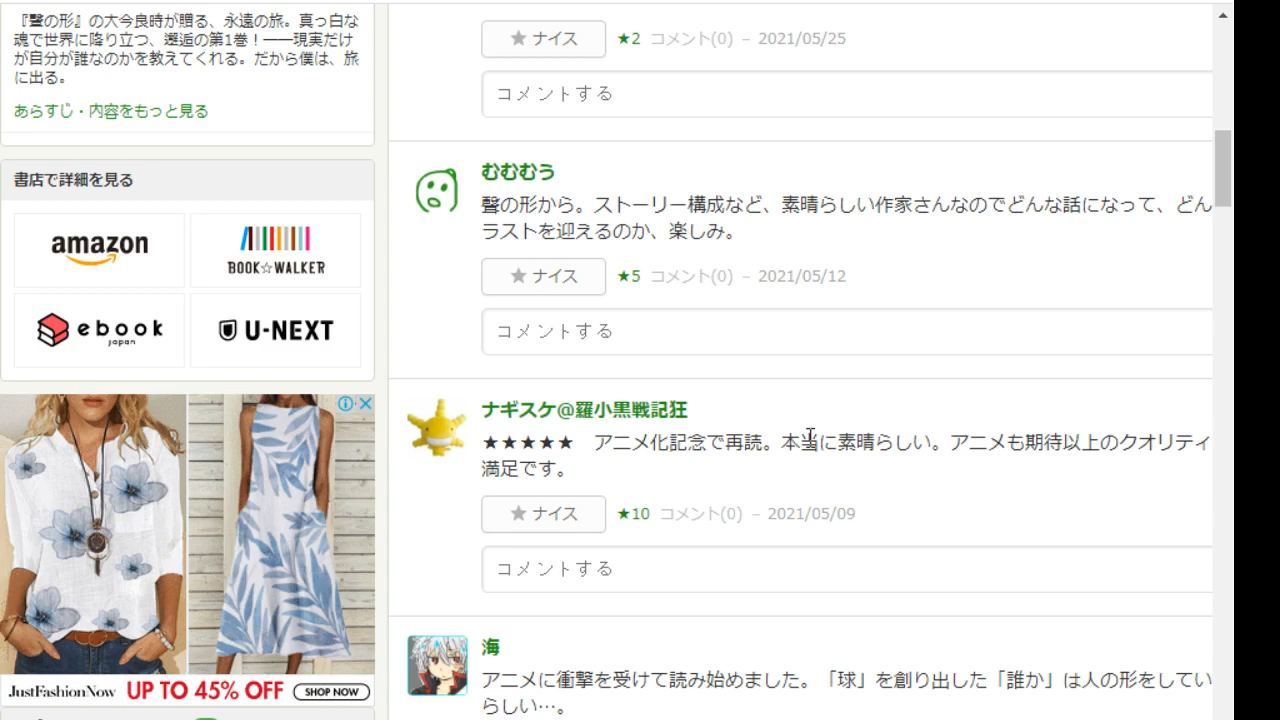 『聲の形』の大今良時が贈る、永遠の旅。真っ白な
魂で世界に降り立つ、邂逅の第1巻！――現実だけ
が自分が誰なのかを教えてくれる。だから僕は、旅
に出る。
あらすじ・内容をもっと見る
書店で詳細を見る
amazon
BOOK☆WALKER
ebook
japan
U-NEXT
JUSTFASHIONNOW UP TO 45% OFF SHOP NOW
★ ナイス ★2 コメント(0) － 2021/05/25
コメントする
むむむう
聲の形から。ストーリー構成など、素晴らしい作家さんなのでどんな話になって、どん
ラストを迎えるのか、楽しみ。
★ ナイス ★5 コメント(0) － 2021/05/12
コメントする
ナギスケ@羅小黒戦記狂
★★★★★　アニメ化記念で再読。本当に素晴らしい。アニメも期待以上のクオリティ
満足です。
★ ナイス ★10 コメント(0) － 2021/05/09
コメントする
海
アニメに衝撃を受けて読み始めました。「球」を創り出した「誰か」は人の形をしてい
らしい…。